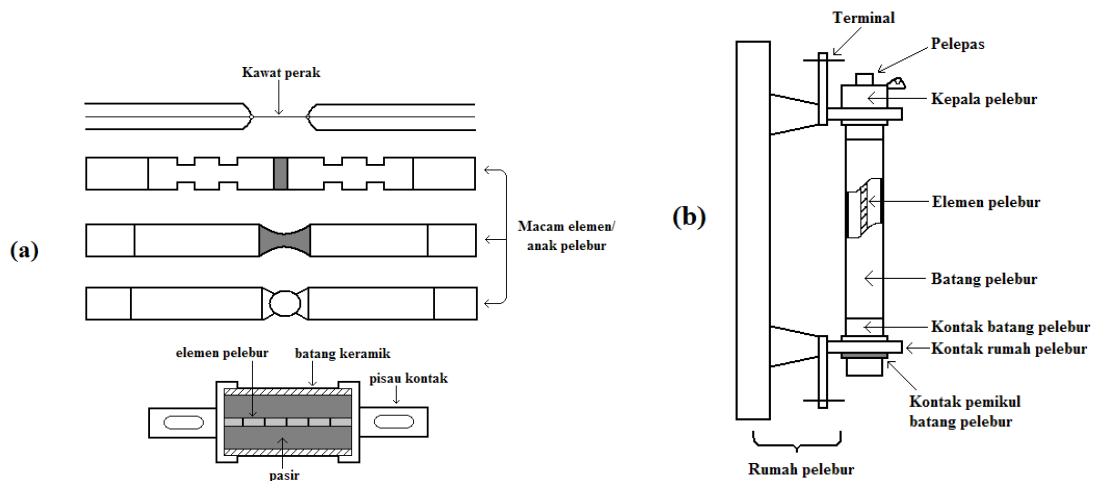 Kawat perak
(a)
Macam elemen/
anak pelebur
elemen pelebur
batang keramik
pisau kontak
pasir
Terminal
Pelepas
Kepala pelebur
(b)
Elemen pelebur
Batang pelebur
Kontak batang pelebur
Kontak rumah pelebur
Kontak pemikul
batang pelebur
Rumah pelebur